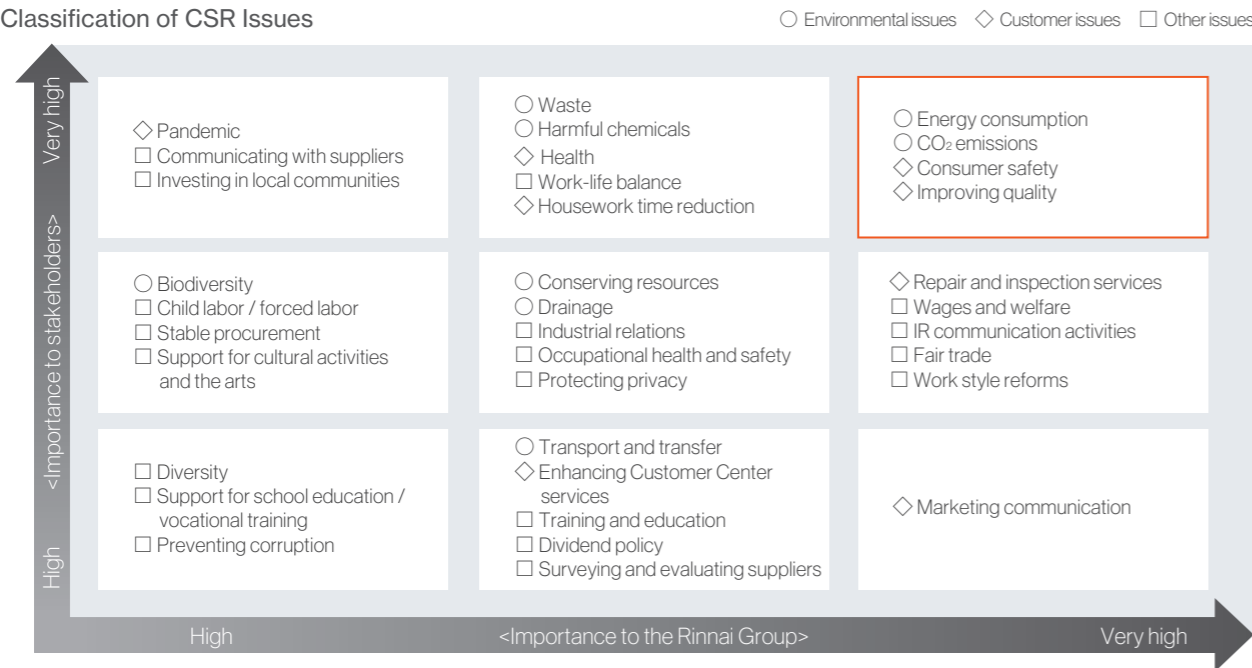 Classification of CSR Issues
○ Environmental issues ◇ Customer issues □ Other issues
Very high
<Importance to stakeholders>
High
◇ Pandemic
□ Communicating with suppliers
□ Investing in local communities
○ Waste
○ Harmful chemicals
◇ Health
□ Work-life balance
◇ Housework time reduction
○ Energy consumption
○ CO₂ emissions
◇ Consumer safety
◇ Improving quality
○ Biodiversity
□ Child labor / forced labor
□ Stable procurement
□ Support for cultural activities
and the arts
○ Conserving resources
○ Drainage
□ Industrial relations
□ Occupational health and safety
□ Protecting privacy
◇ Repair and inspection services
□ Wages and welfare
□ IR communication activities
□ Fair trade
□ Work style reforms
□ Diversity
□ Support for school education /
vocational training
□ Preventing corruption
○ Transport and transfer
◇ Enhancing Customer Center
services
□ Training and education
□ Dividend policy
□ Surveying and evaluating suppliers
◇ Marketing communication
High <Importance to the Rinnai Group> Very high